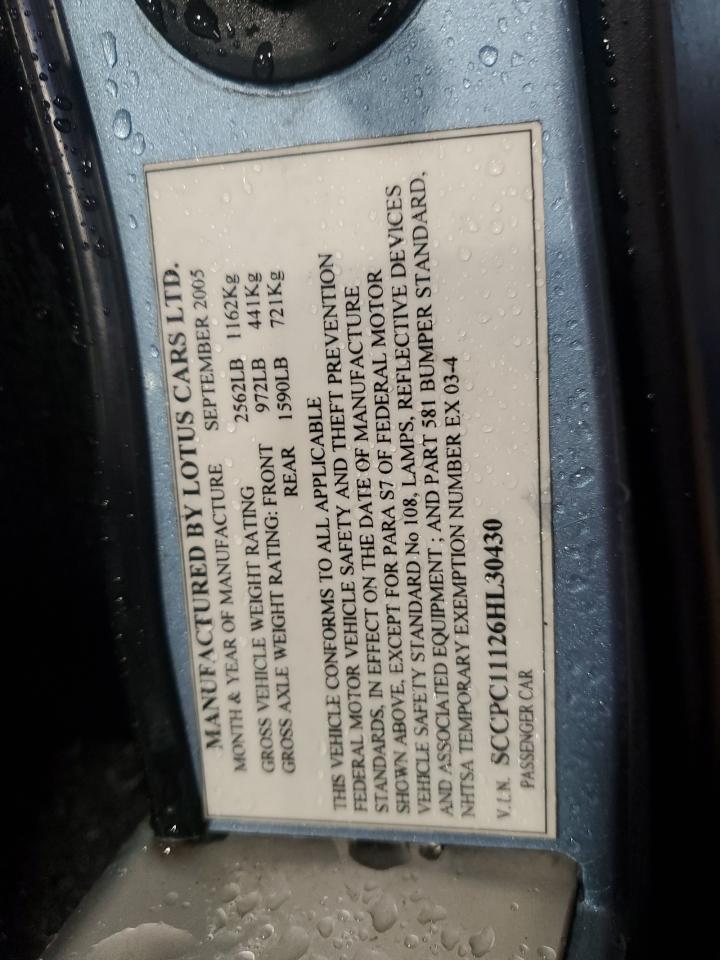 MANUFACTURED BY LOTUS CARS LTD.
MONTH & YEAR OF MANUFACTURE SEPTEMBER 2005
GROSS VEHICLE WEIGHT RATING 2562LB 1162Kg
GROSS AXLE WEIGHT RATING: FRONT 972LB 441Kg
REAR 1590LB 721Kg
THIS VEHICLE CONFORMS TO ALL APPLICABLE
FEDERAL MOTOR VEHICLE SAFETY AND THEFT PREVENTION
STANDARDS, IN EFFECT ON THE DATE OF MANUFACTURE
SHOWN ABOVE, EXCEPT FOR PARA S7 OF FEDERAL MOTOR
VEHICLE SAFETY STANDARD No 108, LAMPS, REFLECTIVE DEVICES
AND ASSOCIATED EQUIPMENT ; AND PART 581 BUMPER STANDARD,
NHTSA TEMPORARY EXEMPTION NUMBER EX 03-4
V.I.N. SCCPC11126HL30430
PASSENGER CAR